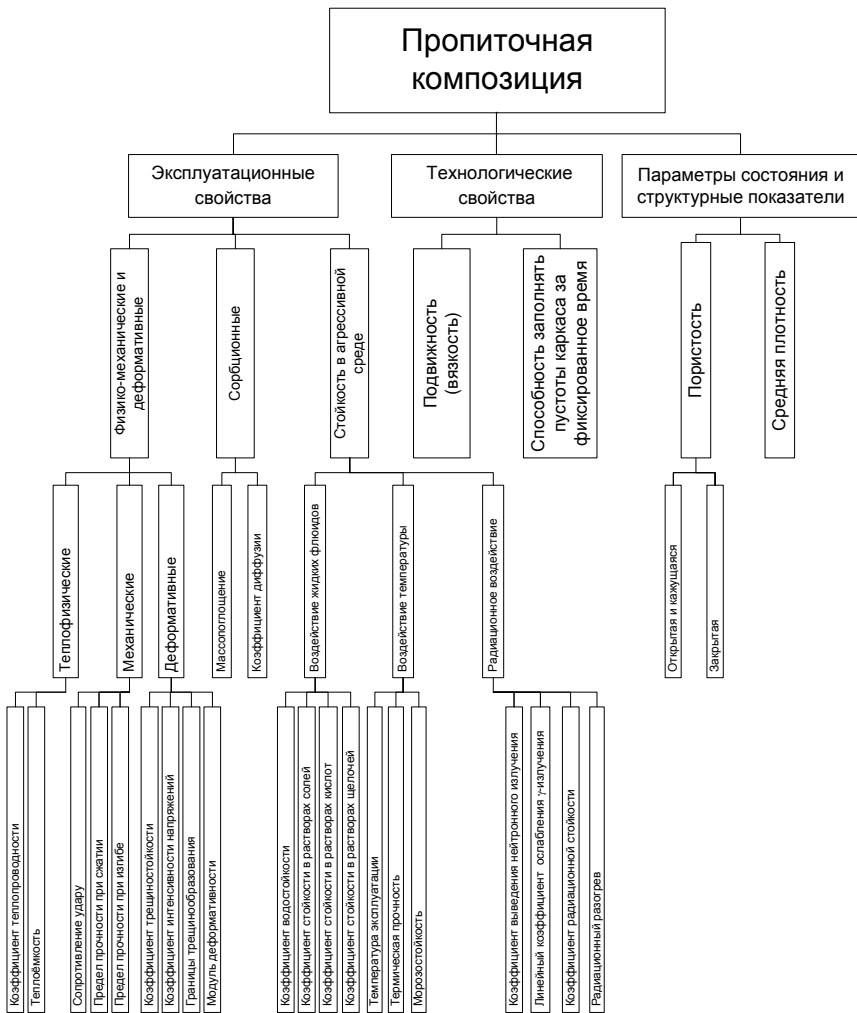 Пропиточная
композиция
Эксплуатационные
свойства
Технологические
свойства
Параметры состояния и
структурные показатели
Физико-механические и
деформативные
Сорбционные
Стойкость в агрессивной
среде
Подвижность
(вязкость)
Способность заполнять
пустоты каркаса за
фиксированное время
Пористость
Средняя плотность
Теплофизические
Механические
Деформативные
Массопоглощение
Коэффициент диффузии
Воздействие жидких флюидов
Воздействие температуры
Радиационное воздействие
Открытая и кажущаяся
Закрытая
Коэффициент теплопроводности
Теплоёмкость
Сопротивление удару
Предел прочности при сжатии
Предел прочности при изгибе
Коэффициент трещиностойкости
Коэффициент интенсивности напряжений
Границы трещинообразования
Модуль деформативности
Коэффициент водостойкости
Коэффициент стойкости в растворах солей
Коэффициент стойкости в растворах кислот
Коэффициент стойкости в растворах щелочей
Температура эксплуатации
Термическая прочность
Морозостойкость
Коэффициент выведения нейтронного излучения
Линейный коэффициент ослабления γ-излучения
Коэффициент радиационной стойкости
Радиационный разогрев